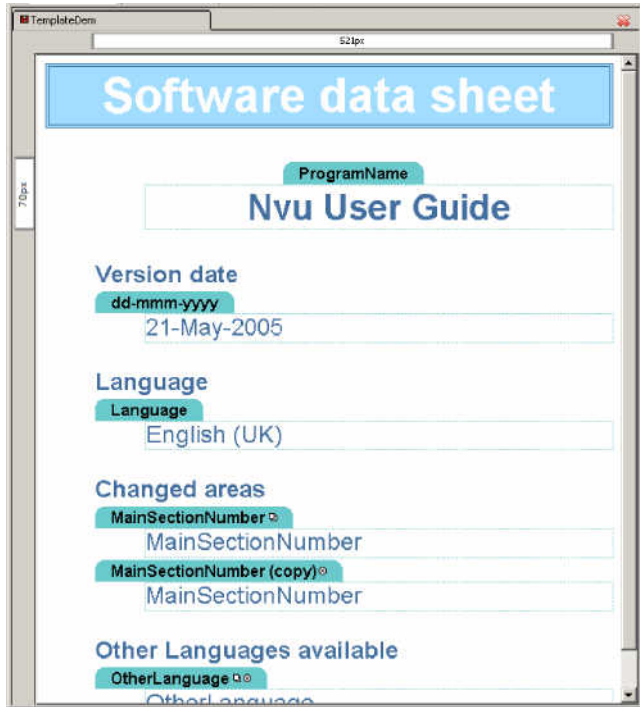 TemplateDem
521px
Software data sheet
70px
ProgramName
Nvu User Guide
Version date
dd-mmm-yyyy
21-May-2005
Language
Language
English (UK)
Changed areas
MainSectionNumber
MainSectionNumber
MainSectionNumber (copy)
MainSectionNumber
Other Languages available
OtherLanguage
OtherLanguage